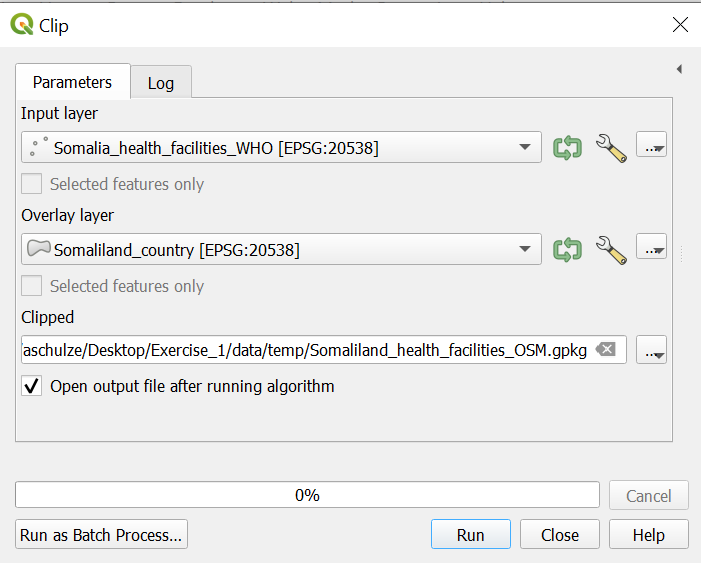 Clip
Parameters
Log
Input layer
Somalia_health_facilities_WHO [EPSG:20538]
...
Selected features only
Overlay layer
Somaliland_country [EPSG:20538]
...
Selected features only
Clipped
aschulze/Desktop/Exercise_1/data/temp/Somaliland_health_facilities_OSM.gpkg
...
Open output file after running algorithm
0%
Cancel
Run as Batch Process...
Run
Close
Help